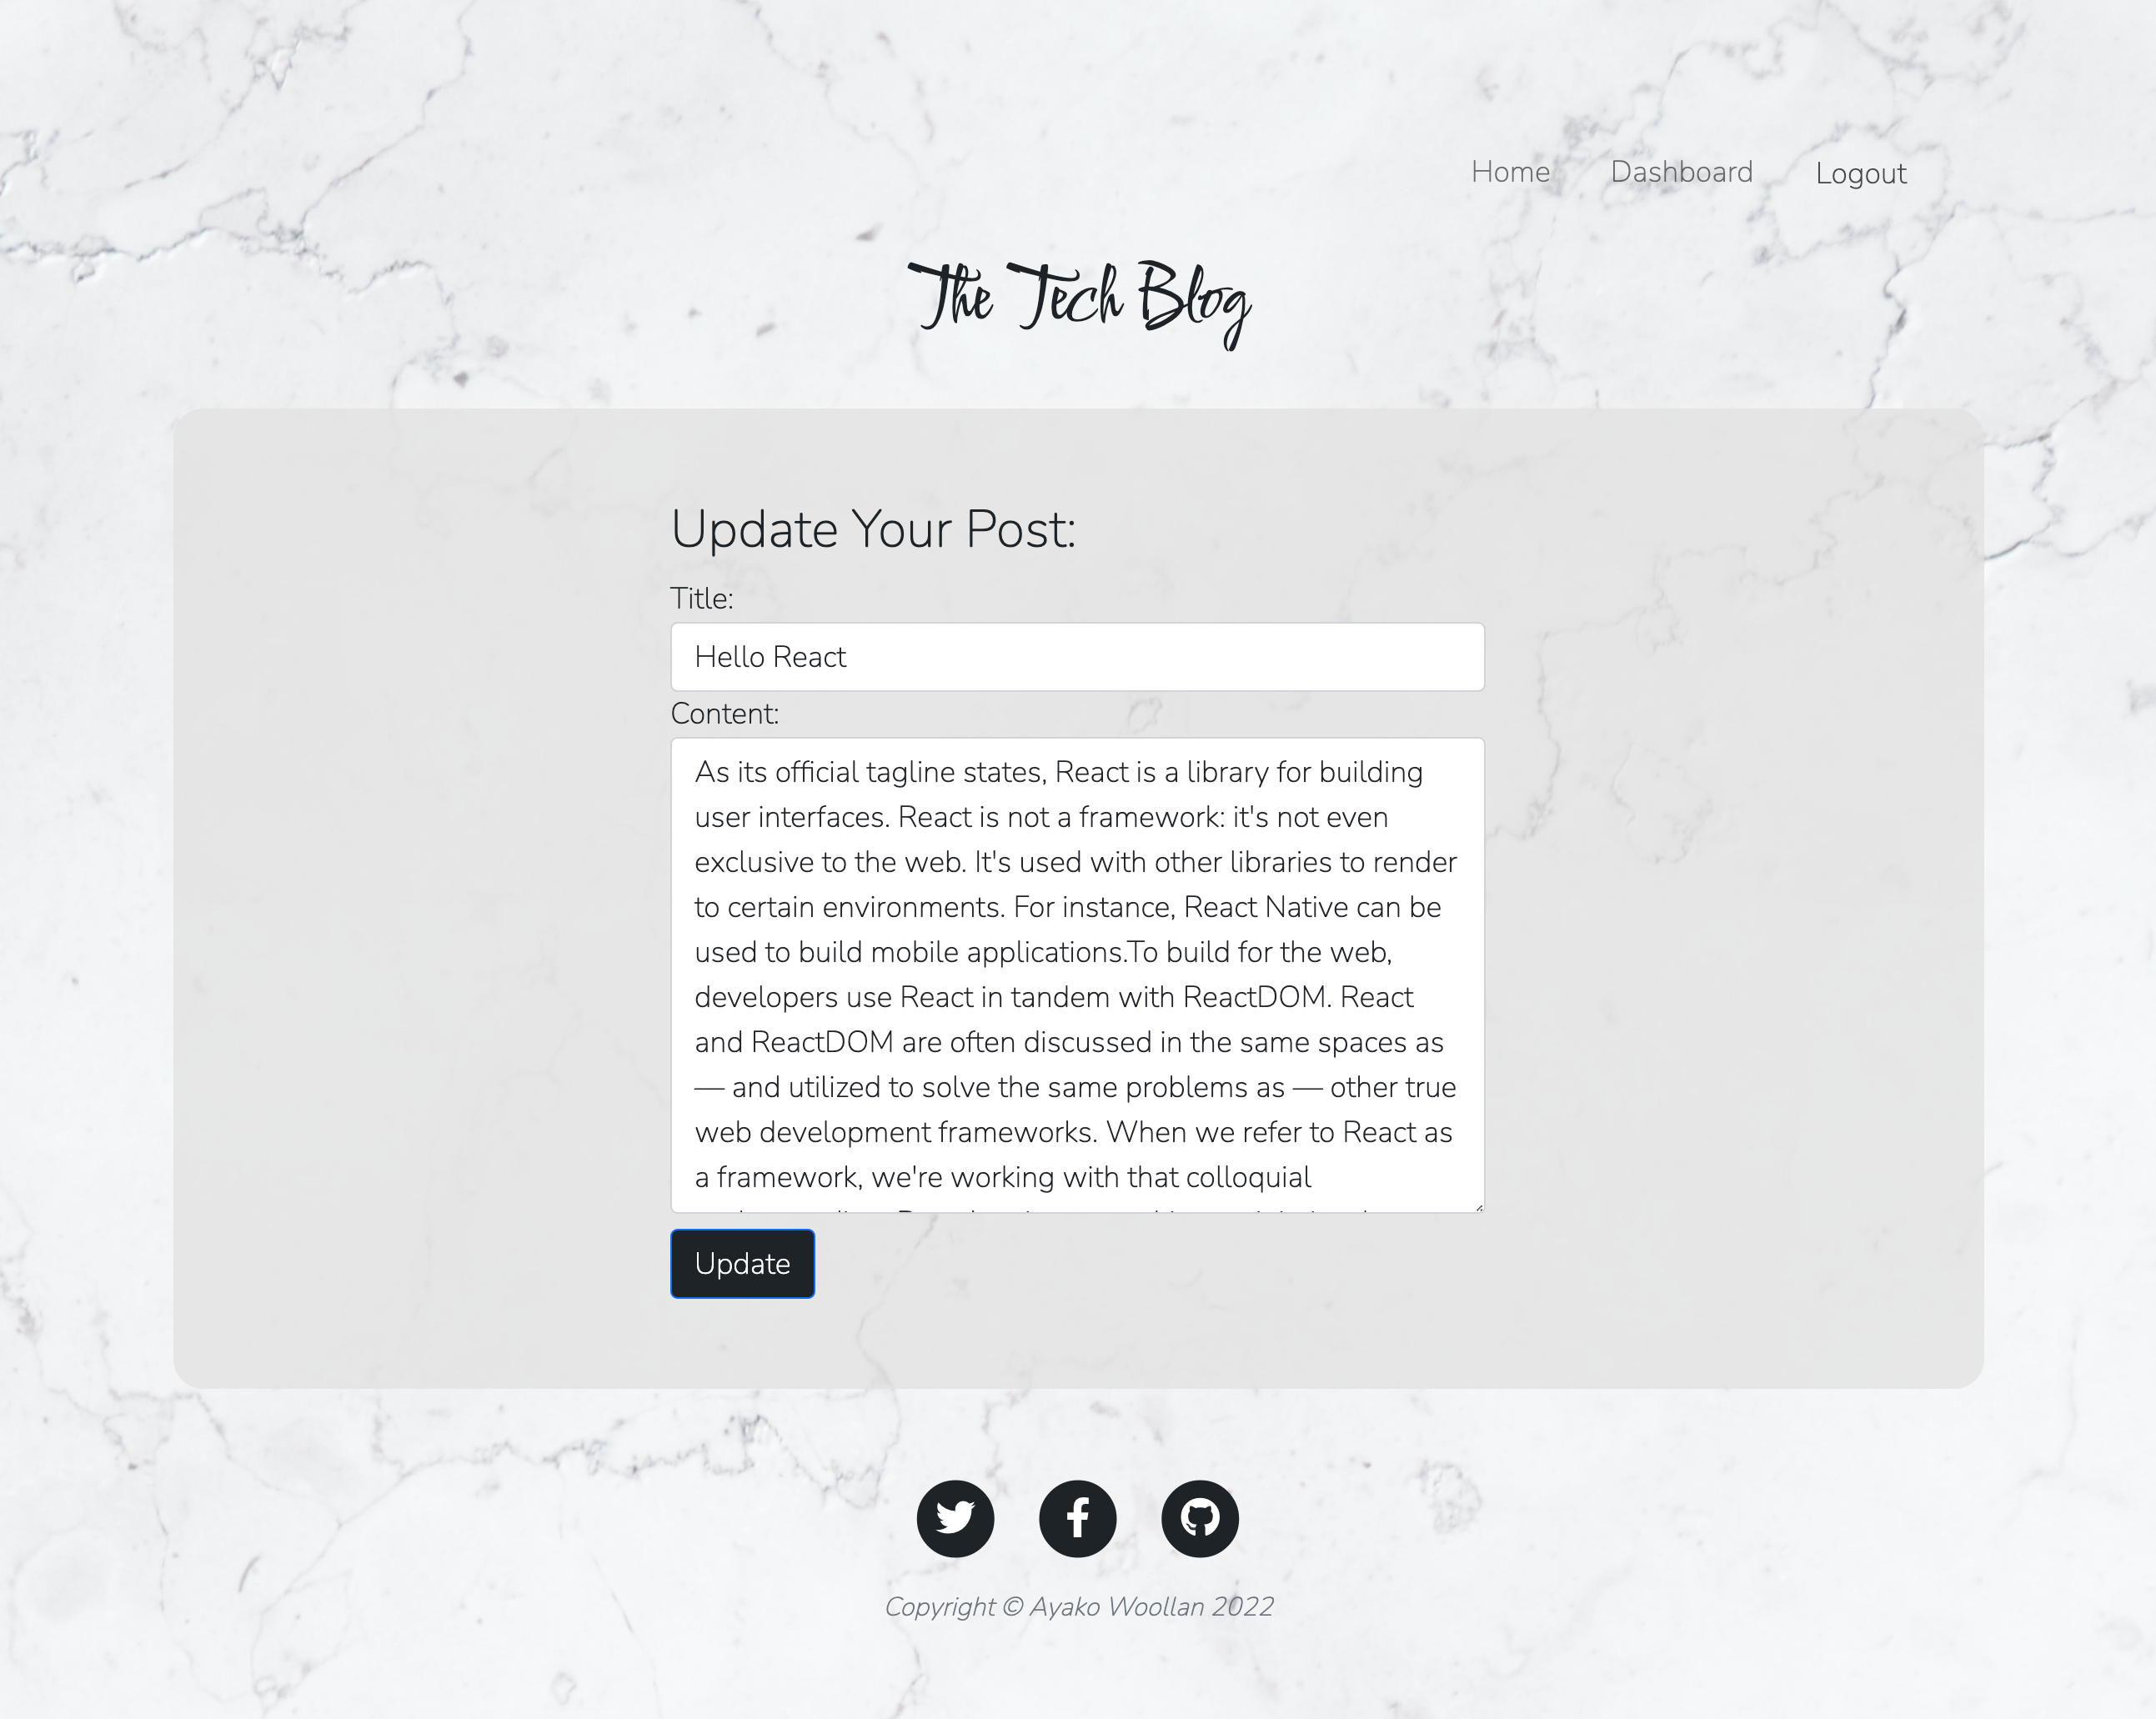 Home Dashboard Logout
The Tech Blog
Update Your Post:
Title:
Hello React
Content:
As its official tagline states, React is a library for building
user interfaces. React is not a framework: it's not even
exclusive to the web. It's used with other libraries to render
to certain environments. For instance, React Native can be
used to build mobile applications.To build for the web,
developers use React in tandem with ReactDOM. React
and ReactDOM are often discussed in the same spaces as
— and utilized to solve the same problems as — other true
web development frameworks. When we refer to React as
a framework, we're working with that colloquial
Update
Copyright © Ayako Woollan 2022